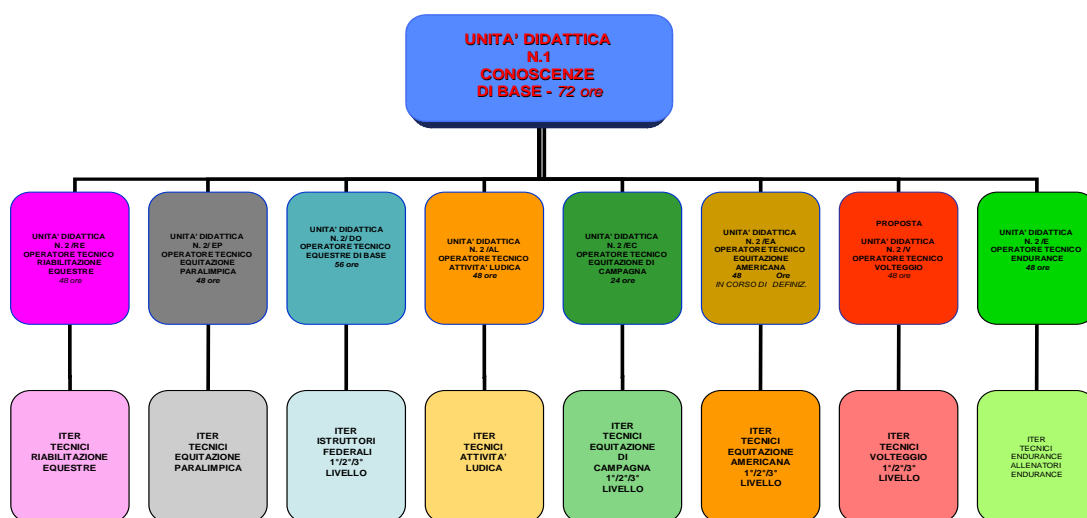 UNITA' DIDATTICA
N.1
CONOSCENZE
DI BASE - 72 ore
UNITA' DIDATTICA
N. 2 /RE
OPERATORE TECNICO
RIABILITAZIONE
EQUESTRE
48 ore
UNITA' DIDATTICA
N. 2/ EP
OPERATORE TECNICO
EQUITAZIONE
PARALIMPICA
48 ore
UNITA' DIDATTICA
N. 2/ DO
OPERATORE TECNICO
EQUESTRE DI BASE
56 ore
UNITA' DIDATTICA
N. 2 /AL
OPERATORE TECNICO
ATTIVITA' LUDICA
48 ore
UNITA' DIDATTICA
N. 2 /EC
OPERATORE TECNICO
EQUITAZIONE DI
CAMPAGNA
24 ore
UNITA' DIDATTICA
N. 2 /EA
OPERATORE TECNICO
EQUITAZIONE
AMERICANA
48 Ore
IN CORSO DI DEFINIZ.
PROPOSTA
UNITA' DIDATTICA
N. 2 /V
OPERATORE TECNICO
VOLTEGGIO
48 ore
UNITA' DIDATTICA
N. 2 /E
OPERATORE TECNICO
ENDURANCE
48 ore
ITER
TECNICI
RIABILITAZIONE
EQUESTRE
ITER
TECNICI
EQUITAZIONE
PARALIMPICA
ITER
ISTRUTTORI
FEDERALI
1°/2°/3°
LIVELLO
ITER
TECNICI
ATTIVITA'
LUDICA
ITER
TECNICI
EQUITAZIONE
DI
CAMPAGNA
1°/2°/3°
LIVELLO
ITER
TECNICI
EQUITAZIONE
AMERICANA
1°/2°/3°
LIVELLO
ITER
TECNICI
VOLTEGGIO
1°/2°/3°
LIVELLO
ITER
TECNICI
ENDURANCE
ALLENATORI
ENDURANCE